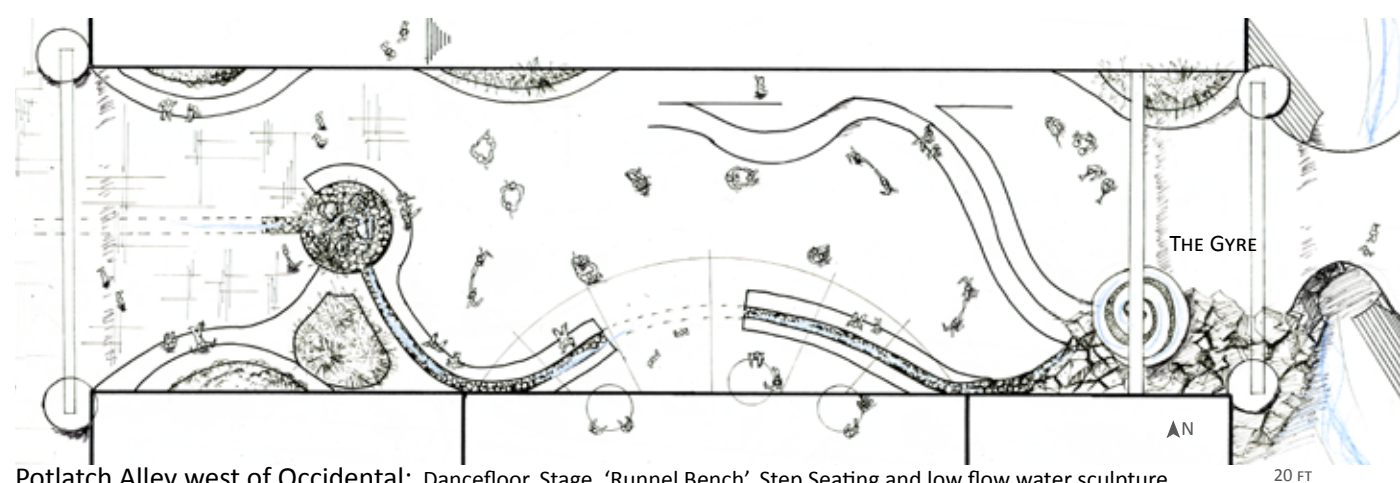 THE GYRE
N
Potlatch Alley west of Occidental: Dancefloor, Stage, 'Runnel Bench', Step Seating and low flow water sculpture
20 FT